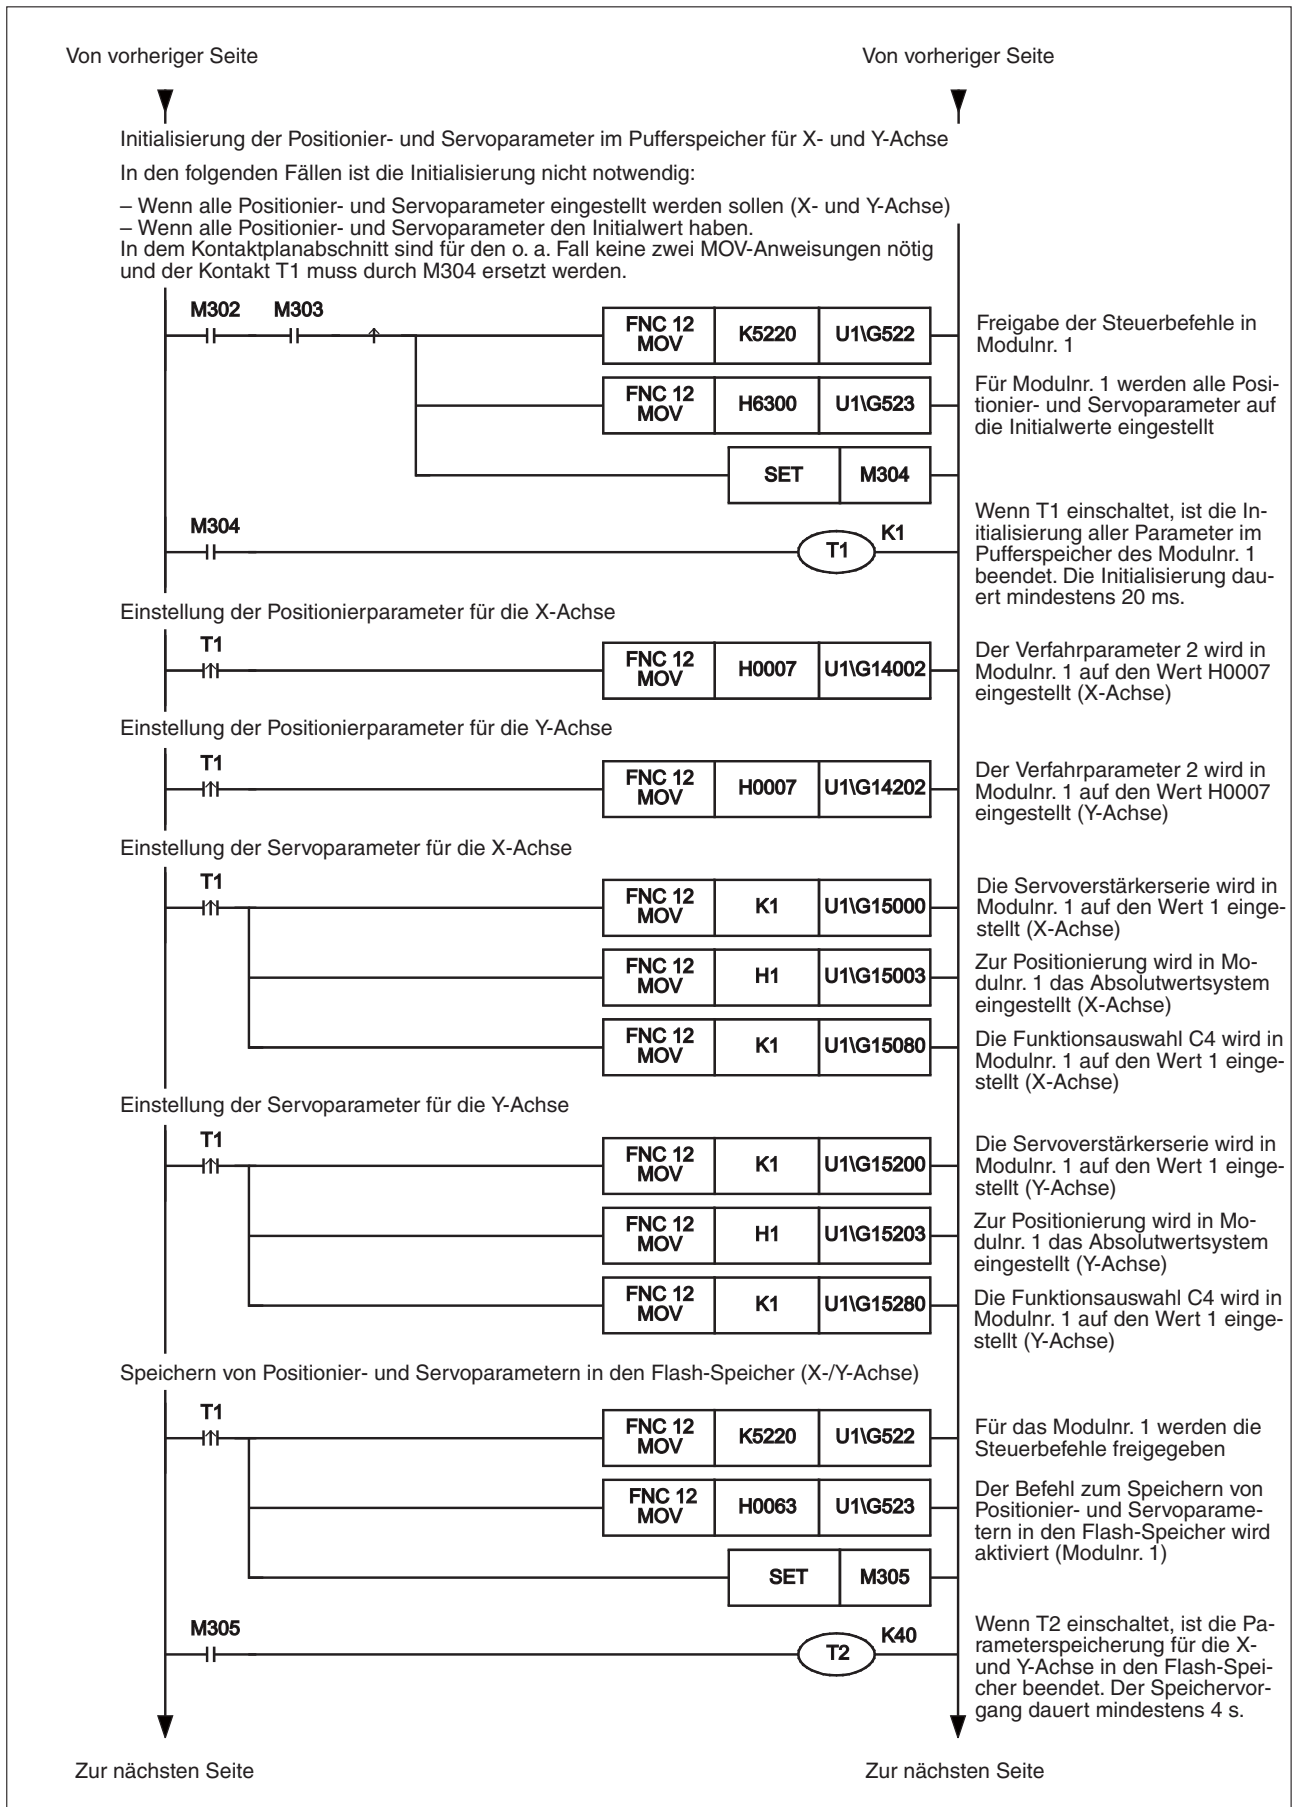 Von vorheriger Seite
Von vorheriger Seite
Initialisierung der Positionier- und Servoparameter im Pufferspeicher für X- und Y-Achse
In den folgenden Fällen ist die Initialisierung nicht notwendig:
– Wenn alle Positionier- und Servoparameter eingestellt werden sollen (X- und Y-Achse)
– Wenn alle Positionier- und Servoparameter den Initialwert haben.
In dem Kontaktplanabschnitt sind für den o. a. Fall keine zwei MOV-Anweisungen nötig
und der Kontakt T1 muss durch M304 ersetzt werden.
M302 M303
FNC 12
MOV
K5220
U1\G522
Freigabe der Steuerbefehle in
Modulnr. 1
FNC 12
MOV
H6300
U1\G523
Für Modulnr. 1 werden alle Posi-
tionier- und Servoparameter auf
die Initialwerte eingestellt
SET
M304
M304
T1
K1
Wenn T1 einschaltet, ist die In-
itialisierung aller Parameter im
Pufferspeicher des Modulnr. 1
beendet. Die Initialisierung dau-
ert mindestens 20 ms.
Einstellung der Positionierparameter für die X-Achse
T1
FNC 12
MOV
H0007
U1\G14002
Der Verfahrparameter 2 wird in
Modulnr. 1 auf den Wert H0007
eingestellt (X-Achse)
Einstellung der Positionierparameter für die Y-Achse
T1
FNC 12
MOV
H0007
U1\G14202
Der Verfahrparameter 2 wird in
Modulnr. 1 auf den Wert H0007
eingestellt (Y-Achse)
Einstellung der Servoparameter für die X-Achse
T1
FNC 12
MOV
K1
U1\G15000
Die Servoverstärkerserie wird in
Modulnr. 1 auf den Wert 1 einge-
stellt (X-Achse)
FNC 12
MOV
H1
U1\G15003
Zur Positionierung wird in Mo-
dulnr. 1 das Absolutwertsystem
eingestellt (X-Achse)
FNC 12
MOV
K1
U1\G15080
Die Funktionsauswahl C4 wird in
Modulnr. 1 auf den Wert 1 einge-
stellt (X-Achse)
Einstellung der Servoparameter für die Y-Achse
T1
FNC 12
MOV
K1
U1\G15200
Die Servoverstärkerserie wird in
Modulnr. 1 auf den Wert 1 einge-
stellt (Y-Achse)
FNC 12
MOV
H1
U1\G15203
Zur Positionierung wird in Mo-
dulnr. 1 das Absolutwertsystem
eingestellt (Y-Achse)
FNC 12
MOV
K1
U1\G15280
Die Funktionsauswahl C4 wird in
Modulnr. 1 auf den Wert 1 einge-
stellt (Y-Achse)
Speichern von Positionier- und Servoparametern in den Flash-Speicher (X-/Y-Achse)
T1
FNC 12
MOV
K5220
U1\G522
Für das Modulnr. 1 werden die
Steuerbefehle freigegeben
FNC 12
MOV
H0063
U1\G523
Der Befehl zum Speichern von
Positionier- und Servoparame-
tern in den Flash-Speicher wird
aktiviert (Modulnr. 1)
SET
M305
M305
T2
K40
Wenn T2 einschaltet, ist die Pa-
rameterspeicherung für die X-
und Y-Achse in den Flash-Spei-
cher beendet. Der Speichervor-
gang dauert mindestens 4 s.
Zur nächsten Seite
Zur nächsten Seite